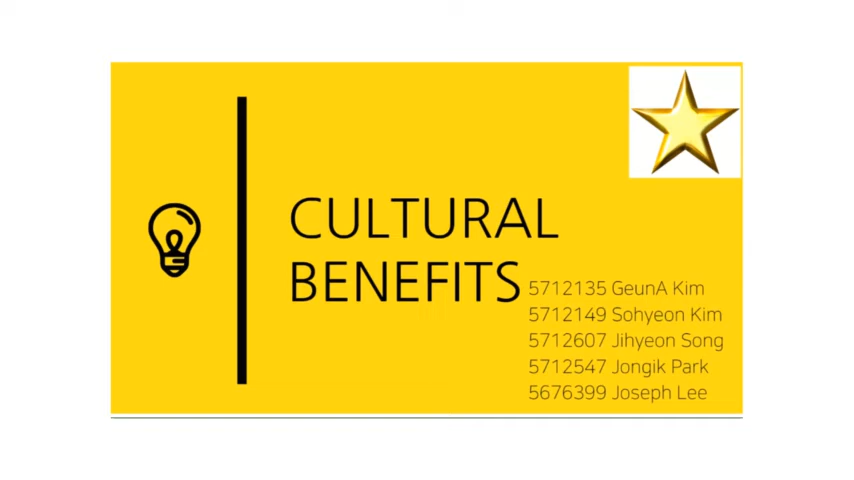 CULTURAL
BENEFITS
5712135 GeunA Kim
5712149 Sohyeon Kim
5712607 Jihyeon Song
5712547 Jongik Park
5676399 Joseph Lee